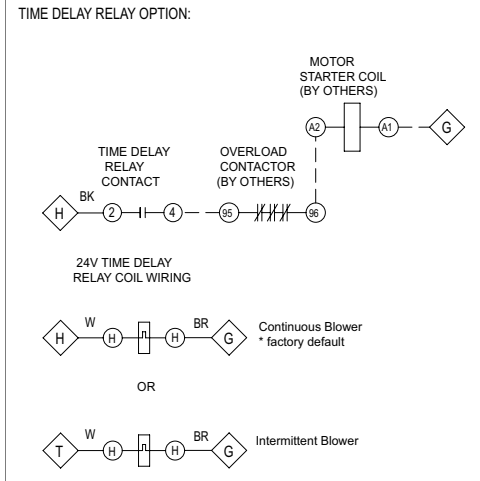 TIME DELAY RELAY OPTION:
MOTOR
STARTER COIL
(BY OTHERS)
A2
A1
G
TIME DELAY
RELAY
CONTACT
OVERLOAD
CONTACTOR
(BY OTHERS)
H
BK
2
4
95
96
24V TIME DELAY
RELAY COIL WIRING
H
W
H
H
BR
G
Continuous Blower
* factory default
OR
T
W
H
H
BR
G
Intermittent Blower